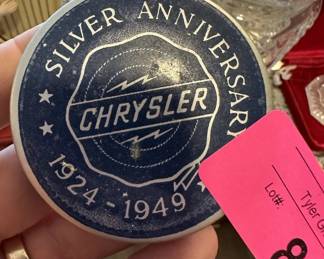 SILVER ANNIVERSARY
CHRYSLER
1924 - 1949
Lot#:
Tyler G
8